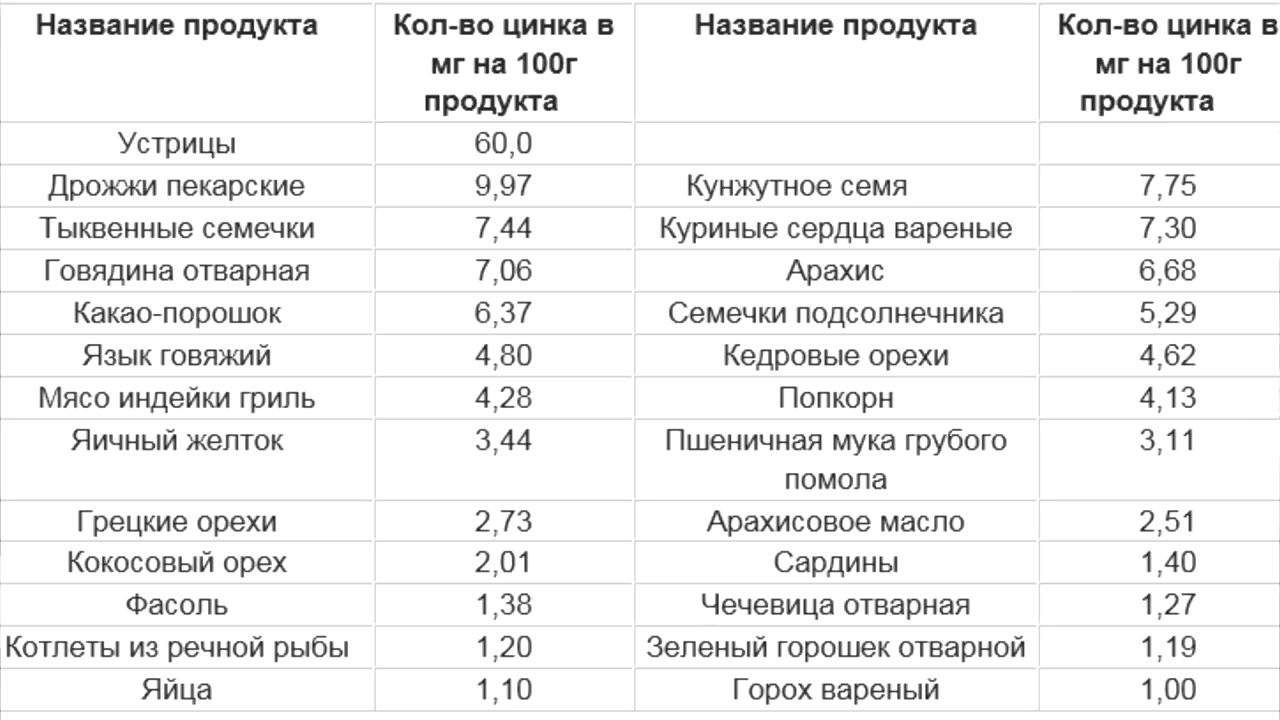 Название продукта Кол-во цинка в Название продукта Кол-во цинка в
мг на 100г мг на 100г
продукта продукта
Устрицы 60,0
Дрожжи пекарские 9,97 Кунжутное семя 7,75
Тыквенные семечки 7,44 Куриные сердца вареные 7,30
Говядина отварная 7,06 Арахис 6,68
Какао-порошок 6,37 Семечки подсолнечника 5,29
Язык говяжий 4,80 Кедровые орехи 4,62
Мясо индейки гриль 4,28 Попкорн 4,13
Яичный желток 3,44 Пшеничная мука грубого 3,11
помола
Грецкие орехи 2,73 Арахисовое масло 2,51
Кокосовый орех 2,01 Сардины 1,40
Фасоль 1,38 Чечевица отварная 1,27
Котлеты из речной рыбы 1,20 Зеленый горошек отварной 1,19
Яйца 1,10 Горох вареный 1,00